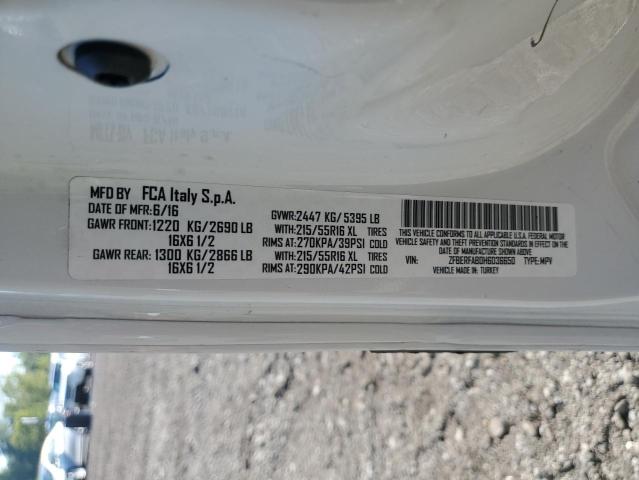 MFD BY FCA Italy S.p.A.
DATE OF MFR:6/16
GAWR FRONT:1220 KG/2690 LB
16X6 1/2
GAWR REAR: 1300 KG/2866 LB
16X6 1/2
GVWR:2447 KG/5395 LB
WITH:215/55R16 XL TIRES
RIMS AT:270KPA/39PSI COLD
WITH:215/55R16 XL TIRES
RIMS AT:290KPA/42PSI COLD
THIS VEHICLE CONFORMS TO ALL APPLICABLE U.S.A. FEDERAL MOTOR
VEHICLE SAFETY AND THEFT PREVENTION STANDARDS IN EFFECT ON
THE DATE OF MANUFACTURE SHOWN ABOVE
VIN: ZFBERFAB0H6D36650 TYPE:MPV
VEHICLE MADE IN: TURKEY